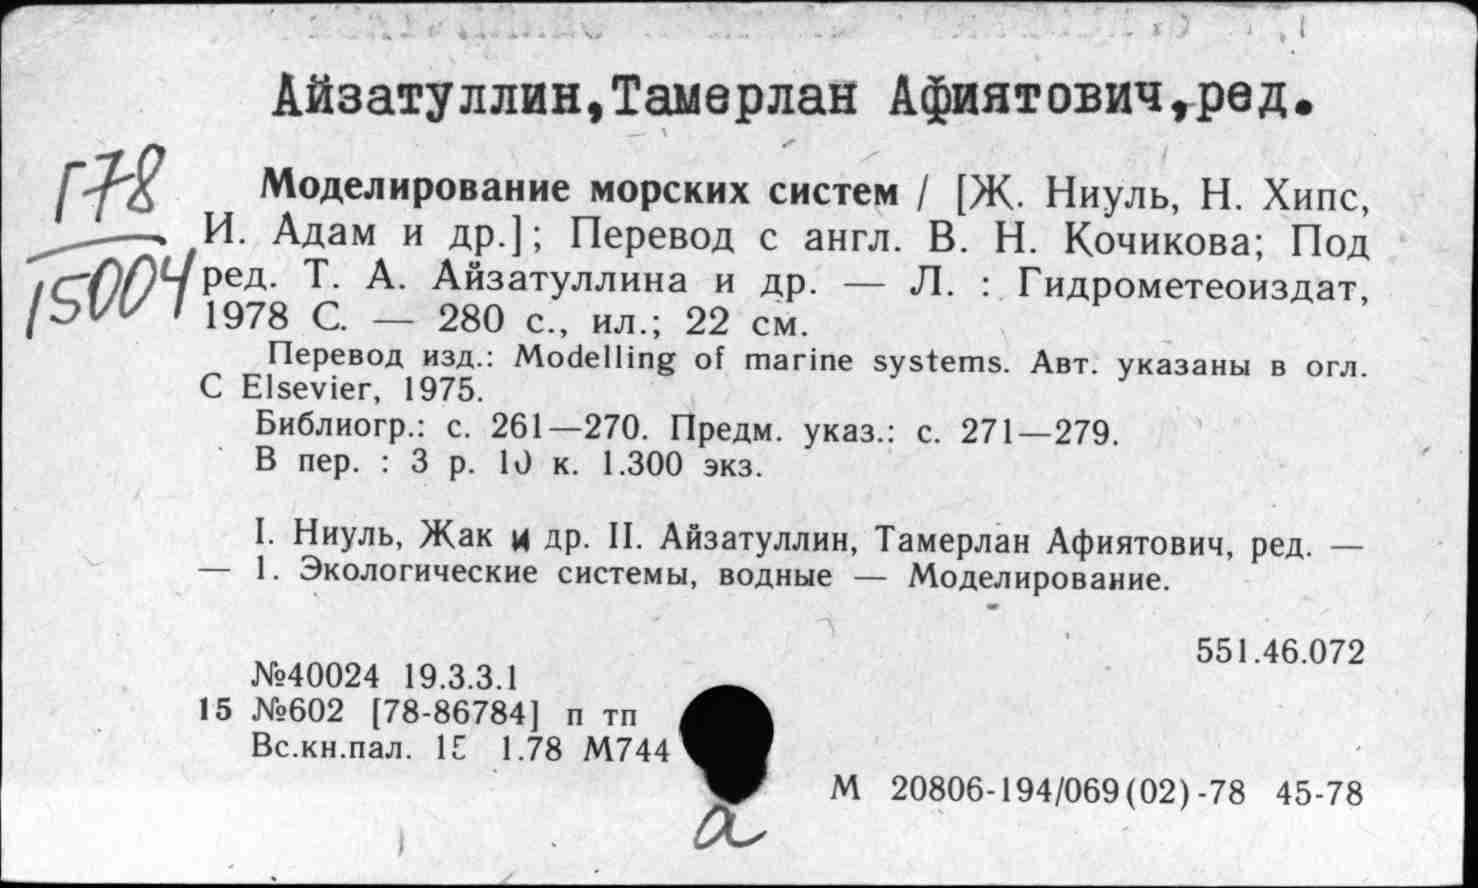 Айзатуллин,Тамерлан Афиятович,ред.
Г78
15004
Моделирование морских систем / [Ж. Ниуль, Н. Хипс,
И. Адам и др.]; Перевод с англ. В. Н. Кочикова; Под
ред. Т. А. Айзатуллина и др. — Л. : Гидрометеоиздат,
1978 С. — 280 с., ил.; 22 см.
Перевод изд.: Modelling of marine systems. Авт. указаны в огл.
С Elsevier, 1975.
Библиогр.: с. 261—270. Предм. указ.: с. 271—279.
В пер. : 3 р. 10 к. 1.300 экз.
I. Ниуль, Жак и др. II. Айзатуллин, Тамерлан Афиятович, ред. —
— 1. Экологические системы, водные — Моделирование.
551.46.072
№40024 19.3.3.1
15 №602 [78-86784] п тп
Вс.кн.пал. 1.78 М744
М 20806-194/069(02)-78 45-78
а